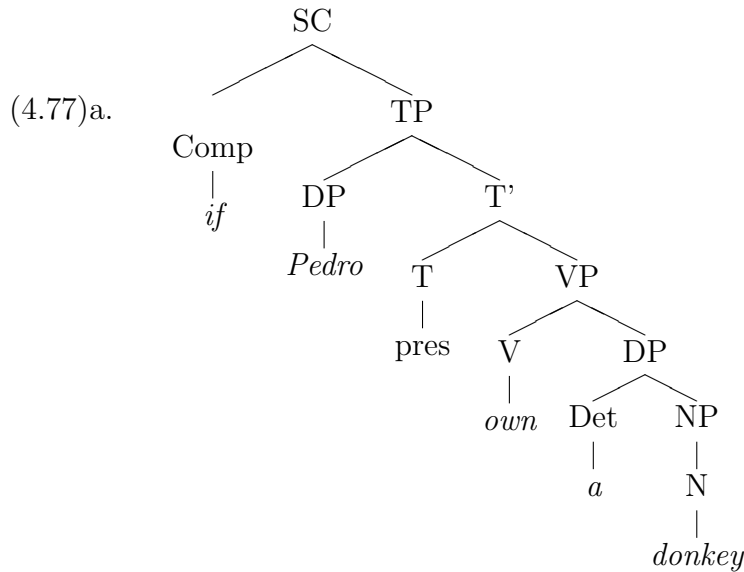 SC
(4.77)a.
TP
Comp
if
DP
T'
Pedro
T
VP
pres
V
DP
own
Det
NP
a
N
donkey